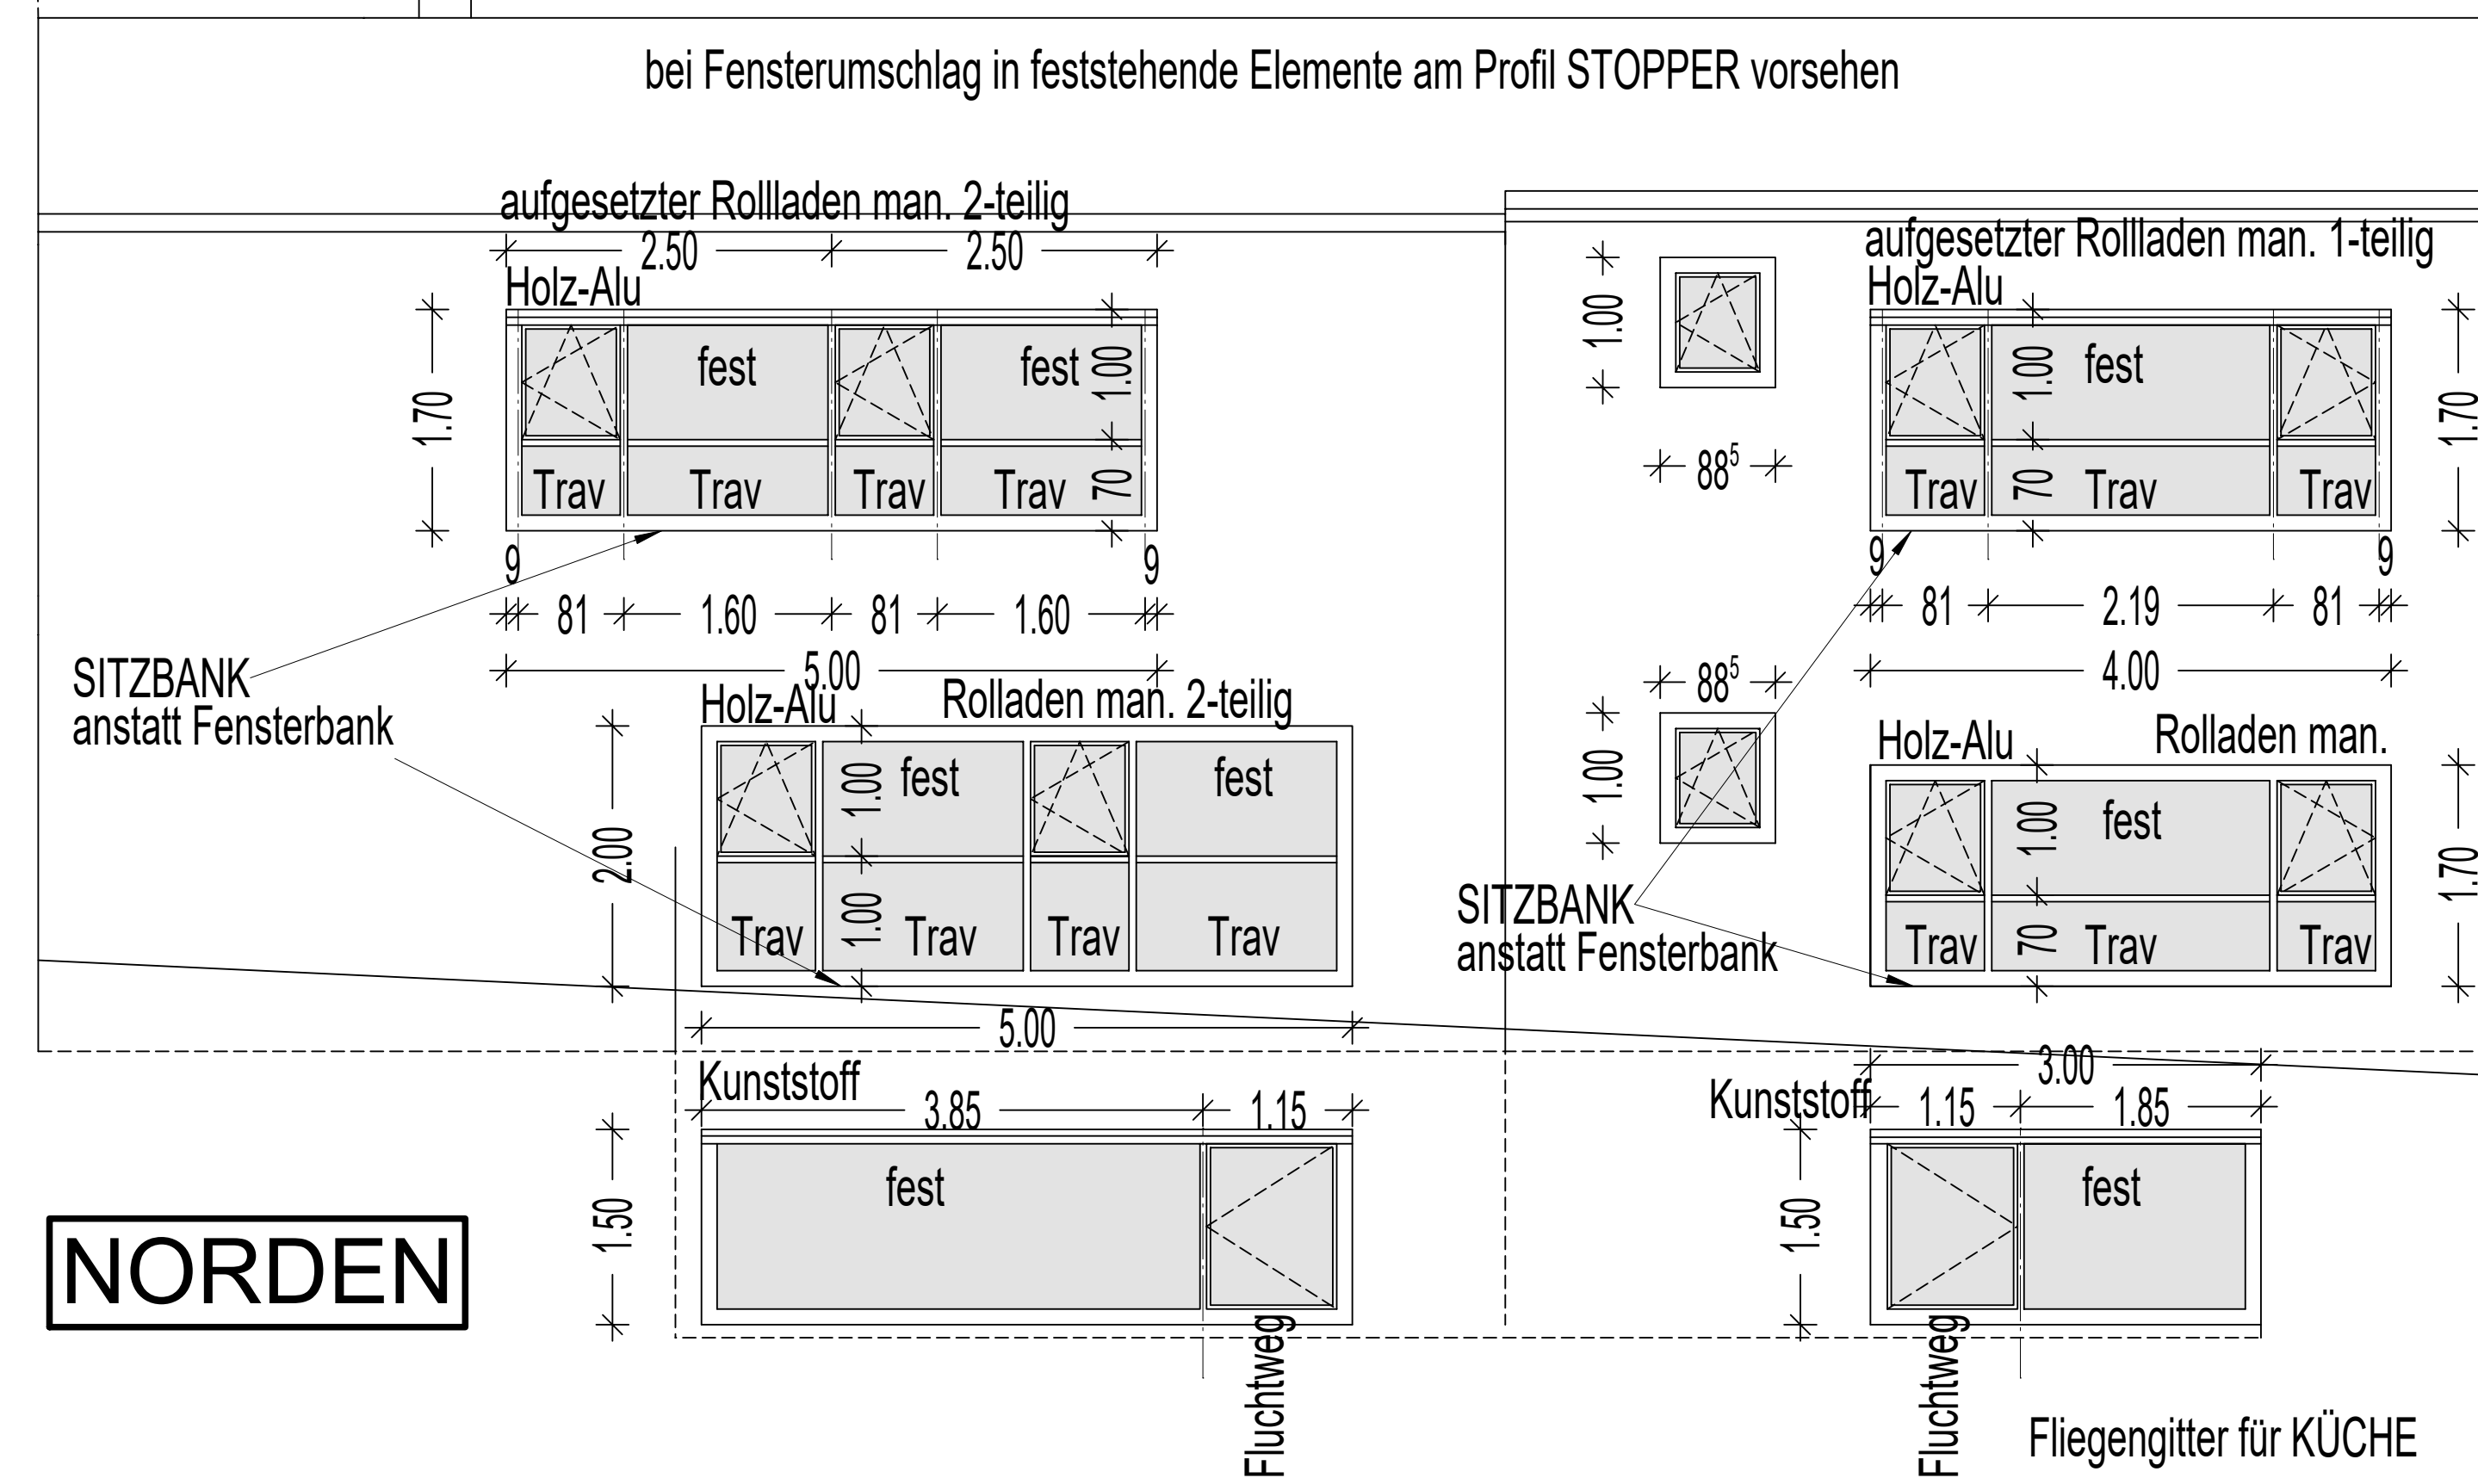 bei Fensterumschlag in feststehende Elemente am Profil STOPPER vorsehen
aufgesetzter Rollladen man. 2-teilig
2.50 2.50
Holz-Alu
1.70
fest fest 1.00
Trav Trav Trav Trav 70
9 9
81 1.60 81 1.60
5.00
SITZBANK
anstatt Fensterbank
Holz-Alu Rolladen man. 2-teilig
2.00
1.00 fest fest
1.00
Trav Trav Trav Trav
5.00
Kunststoff
3.85 1.15
1.50
fest
Fluchtweg
NORDEN
1.00
88⁵
88⁵
1.00
aufgesetzter Rollladen man. 1-teilig
Holz-Alu
1.00 fest
1.70
Trav 70 Trav Trav
9 9
81 2.19 81
4.00
SITZBANK
anstatt Fensterbank
Holz-Alu Rolladen man.
1.00 fest
1.70
Trav 70 Trav Trav
3.00
Kunststoff
1.15 1.85
1.50
fest
Fluchtweg
Fliegengitter für KÜCHE